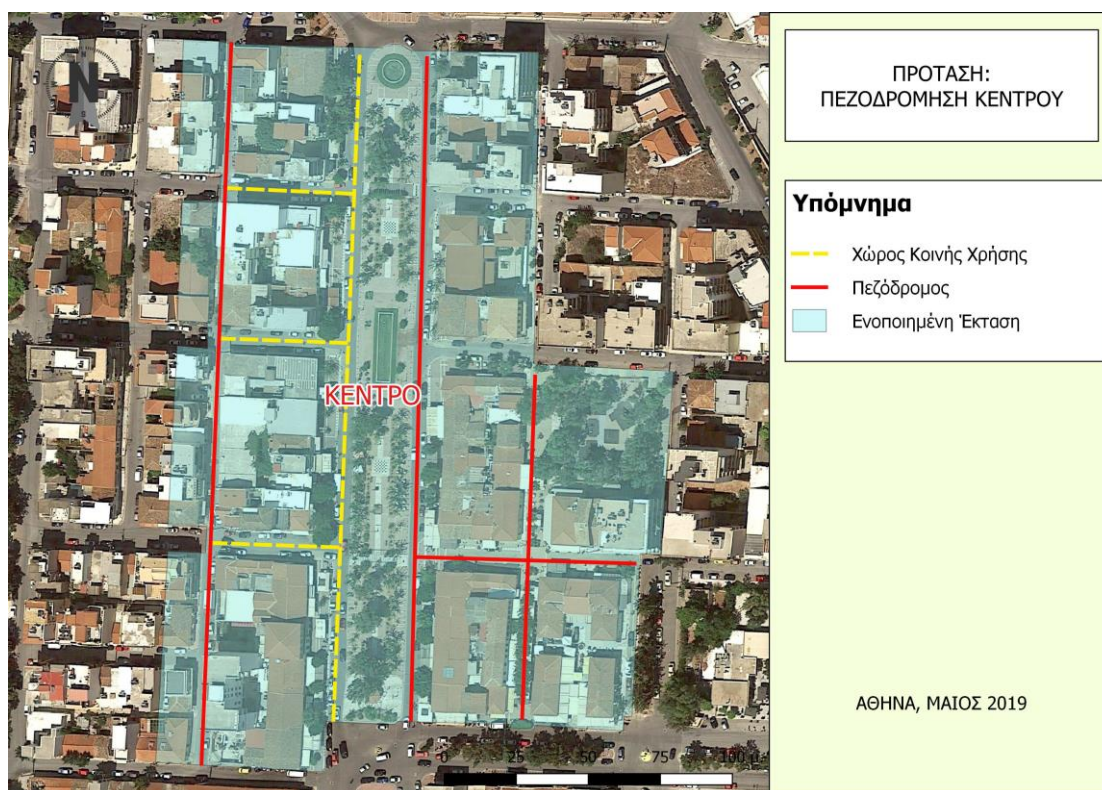 ΠΡΟΤΑΣΗ:
ΠΕΖΟΔΡΟΜΗΣΗ ΚΕΝΤΡΟΥ
Υπόμνημα
Χώρος Κοινής Χρήσης
Πεζόδρομος
Ενοποιημένη Έκταση
ΚΕΝΤΡΟ
N
ΑΘΗΝΑ, ΜΑΙΟΣ 2019
0 25 50 75 100 μ